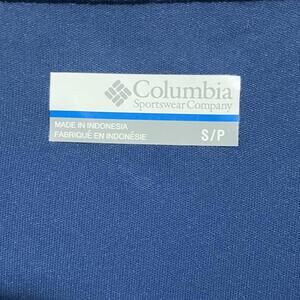 Columbia
Sportswear Company
MADE IN INDONESIA
FABRIQUÉ EN INDONÉSIE
S/P